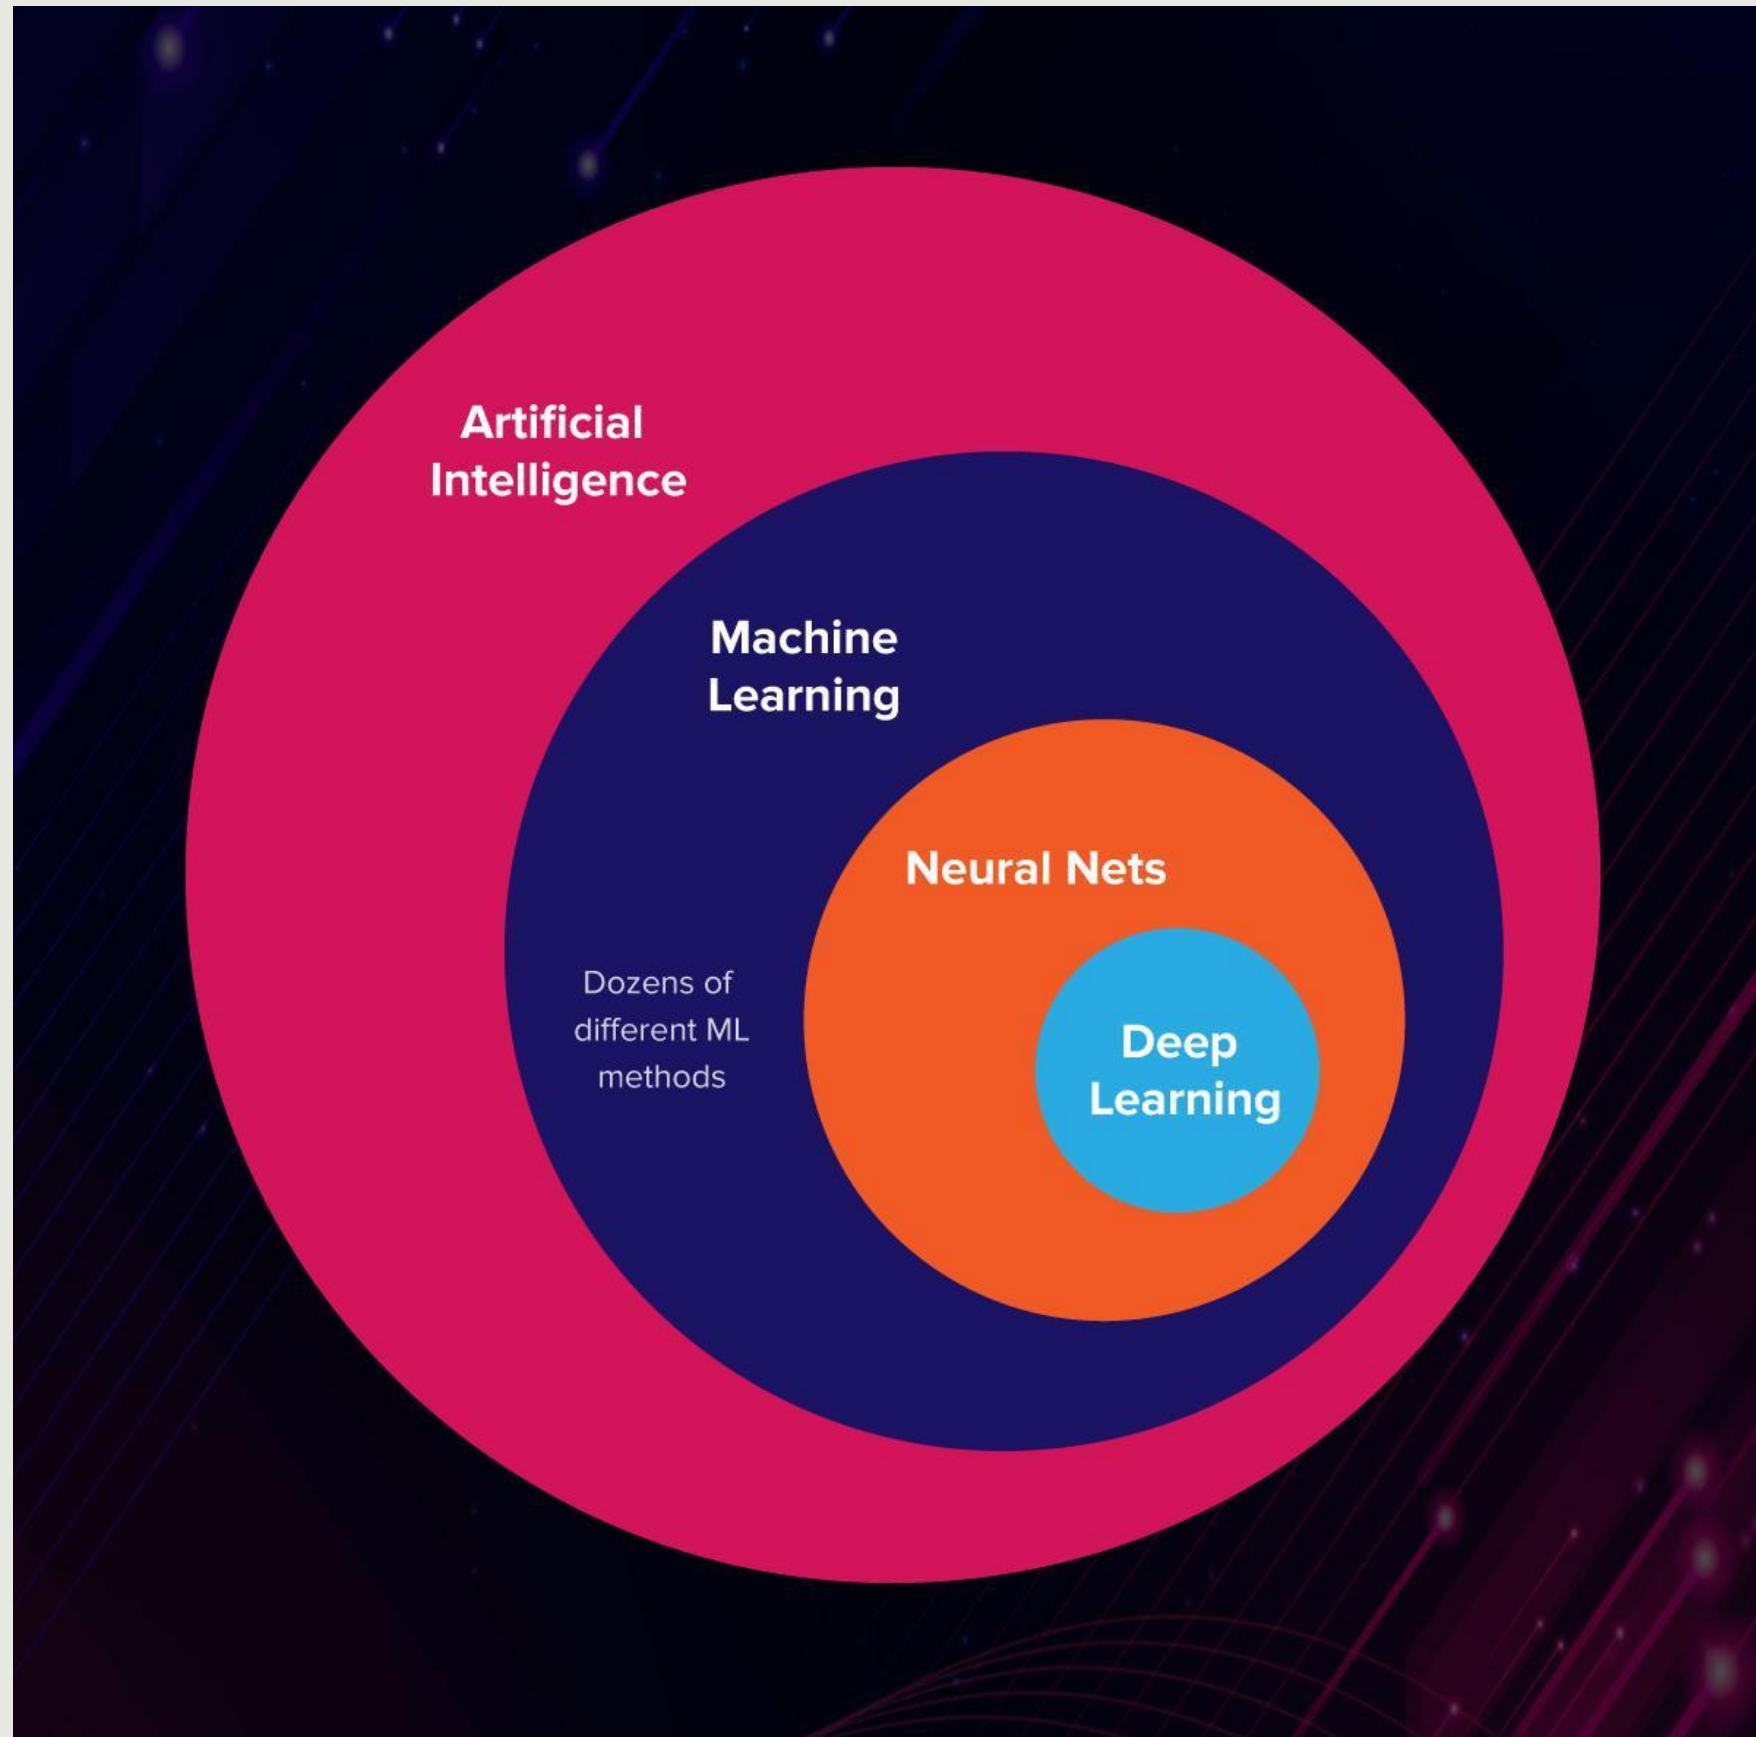 Artificial
Intelligence
Machine
Learning
Neural Nets
Dozens of
different ML
methods
Deep
Learning